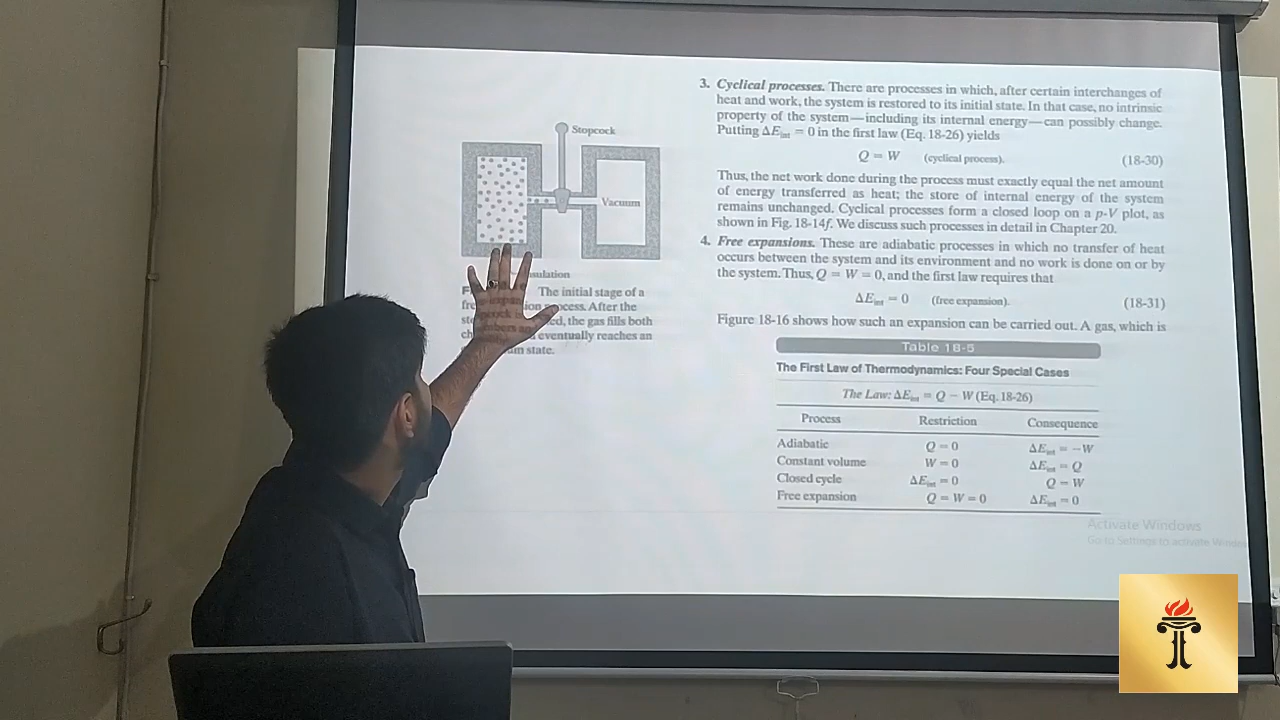 Stopcock
Vacuum
sulation
The initial stage of a
fre expansion process. After the
stopcock is ed, the gas fills both
chambers and eventually reaches an
um state.
3. Cyclical processes. There are processes in which, after certain interchanges of
heat and work, the system is restored to its initial state. In that case, no intrinsic
property of the system—including its internal energy—can possibly change.
Putting ΔEint = 0 in the first law (Eq. 18-26) yields
Q = W (cyclical process). (18-30)
Thus, the net work done during the process must exactly equal the net amount
of energy transferred as heat; the store of internal energy of the system
remains unchanged. Cyclical processes form a closed loop on a p-V plot, as
shown in Fig. 18-14f. We discuss such processes in detail in Chapter 20.
4. Free expansions. These are adiabatic processes in which no transfer of heat
occurs between the system and its environment and no work is done on or by
the system. Thus, Q = W = 0, and the first law requires that
ΔEint = 0 (free expansion). (18-31)
Figure 18-16 shows how such an expansion can be carried out. A gas, which is
Table 18-5
The First Law of Thermodynamics: Four Special Cases
The Law: ΔEint = Q − W (Eq. 18-26)
Process Restriction Consequence
Adiabatic Q = 0 ΔEint = −W
Constant volume W = 0 ΔEint = Q
Closed cycle ΔEint = 0 Q = W
Free expansion Q = W = 0 ΔEint = 0
Activate Windows
Go to Settings to activate Windows